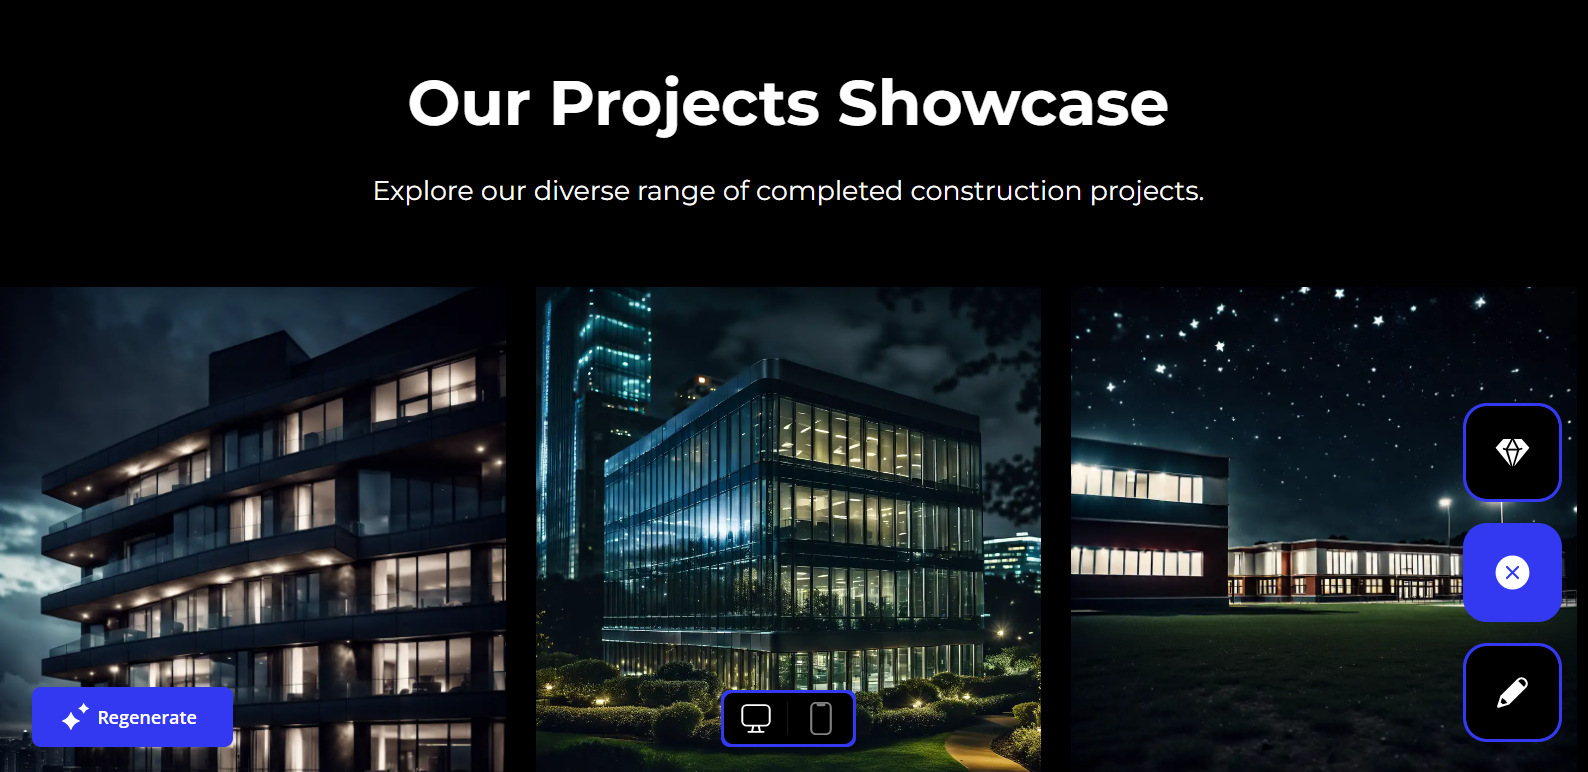 Our Projects Showcase
Explore our diverse range of completed construction projects.
Regenerate